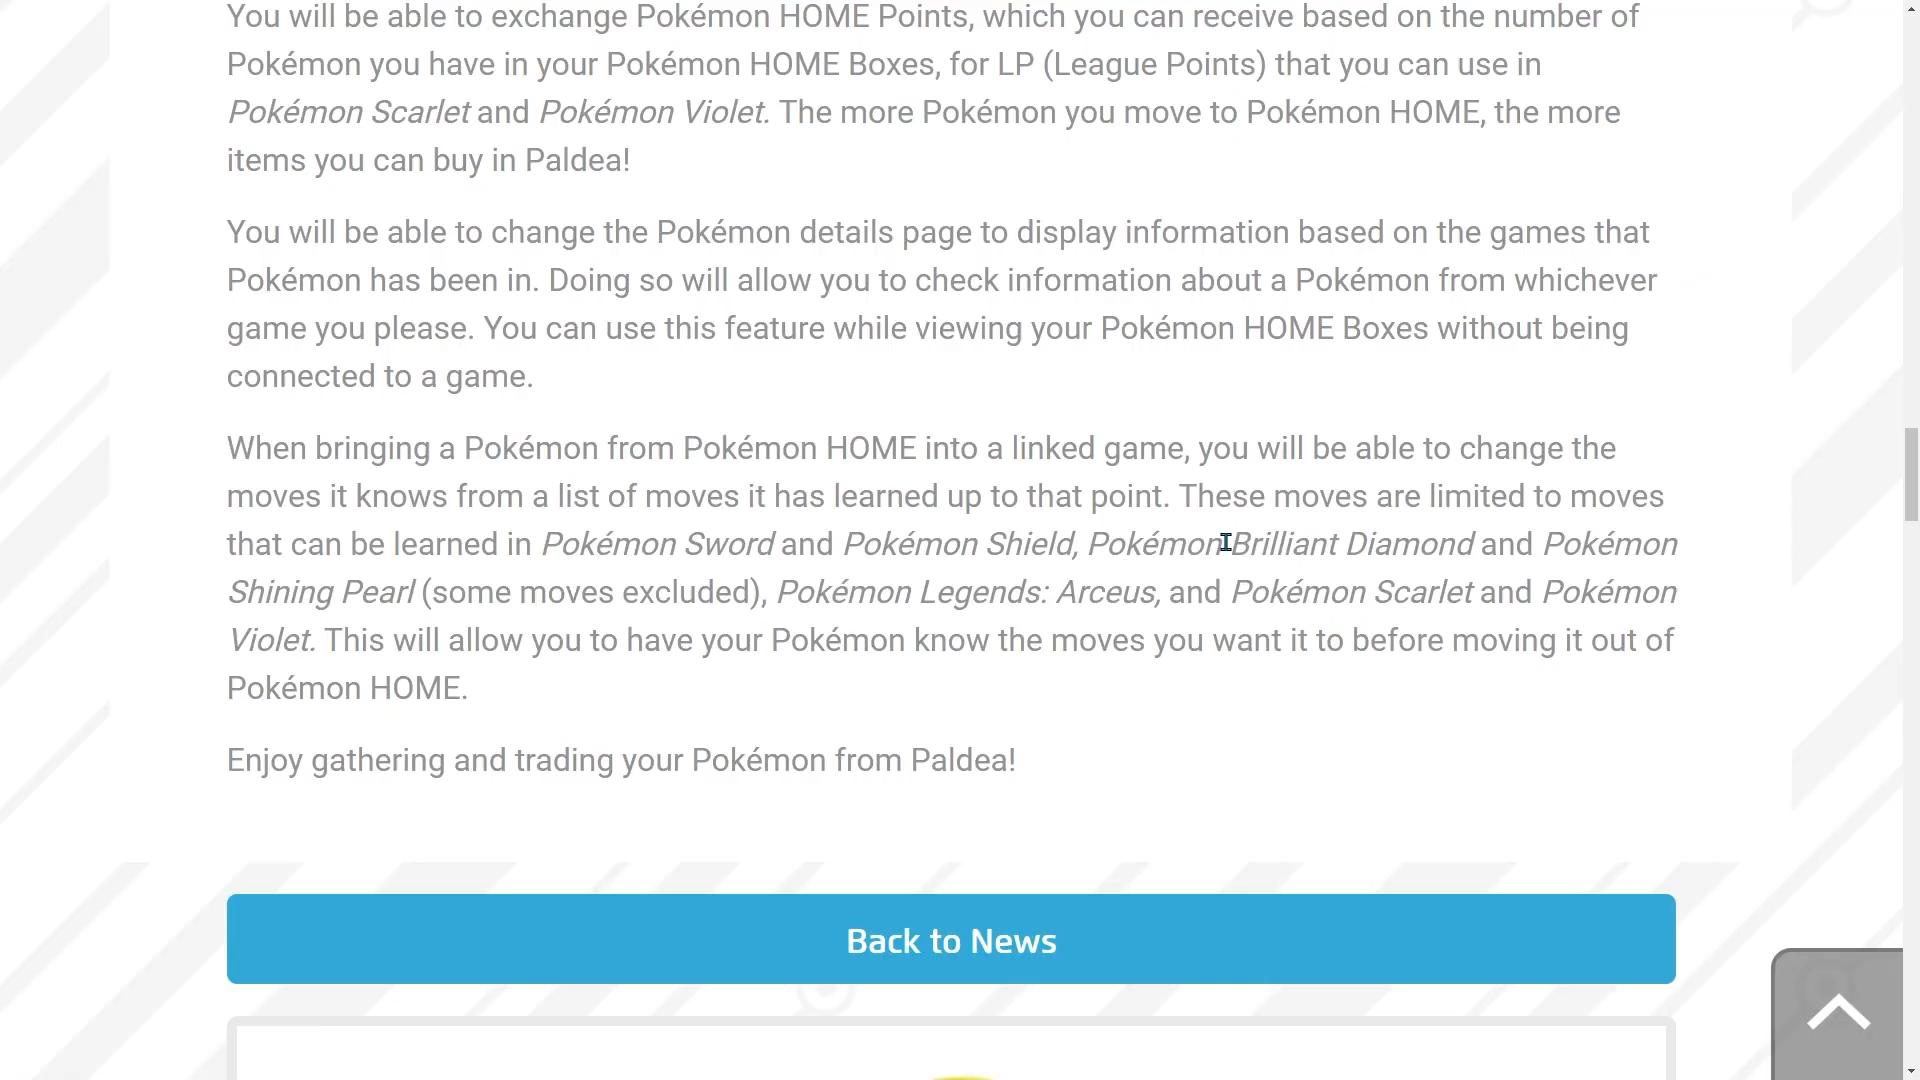 You will be able to exchange Pokémon HOME Points, which you can receive based on the number of
Pokémon you have in your Pokémon HOME Boxes, for LP (League Points) that you can use in
Pokémon Scarlet and Pokémon Violet. The more Pokémon you move to Pokémon HOME, the more
items you can buy in Paldea!
You will be able to change the Pokémon details page to display information based on the games that
Pokémon has been in. Doing so will allow you to check information about a Pokémon from whichever
game you please. You can use this feature while viewing your Pokémon HOME Boxes without being
connected to a game.
When bringing a Pokémon from Pokémon HOME into a linked game, you will be able to change the
moves it knows from a list of moves it has learned up to that point. These moves are limited to moves
that can be learned in Pokémon Sword and Pokémon Shield, Pokémon Brilliant Diamond and Pokémon
Shining Pearl (some moves excluded), Pokémon Legends: Arceus, and Pokémon Scarlet and Pokémon
Violet. This will allow you to have your Pokémon know the moves you want it to before moving it out of
Pokémon HOME.
Enjoy gathering and trading your Pokémon from Paldea!
Back to News